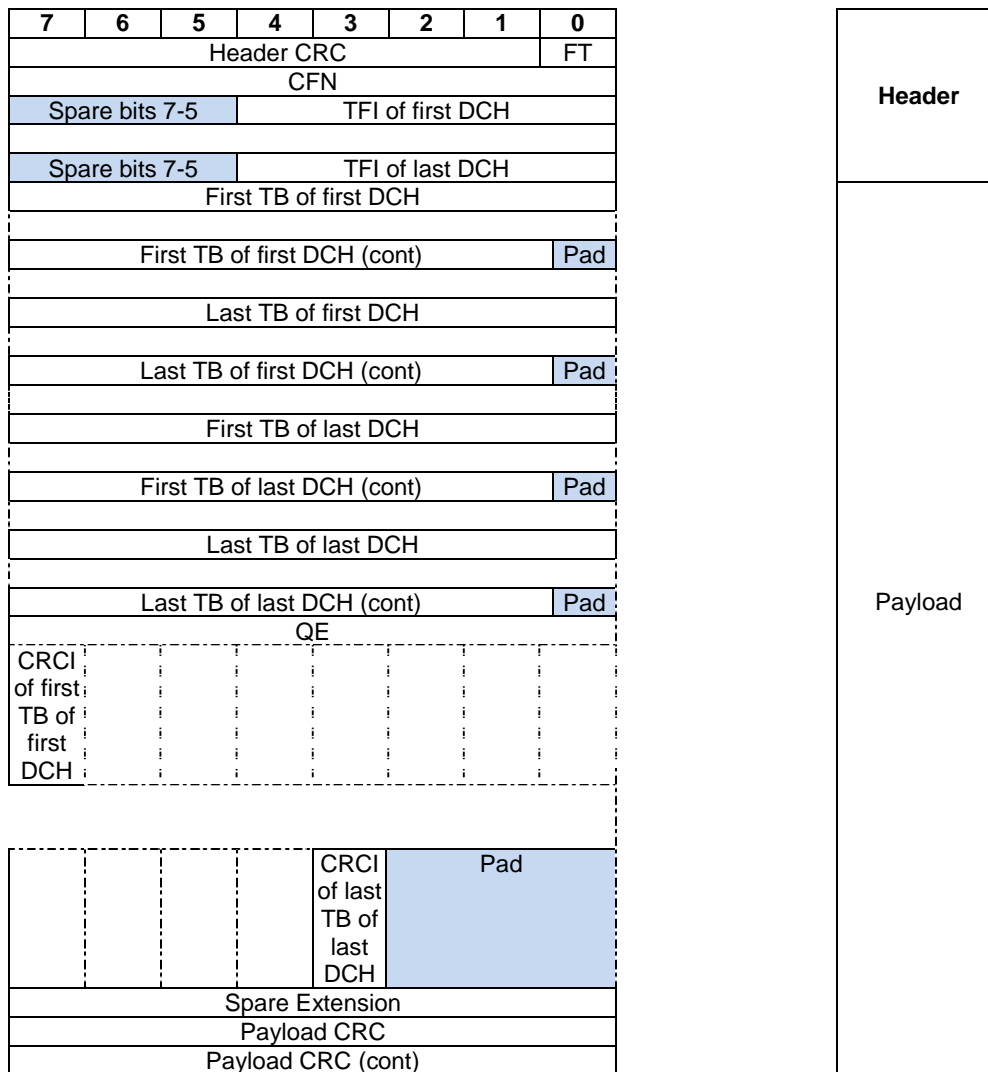 7 6 5 4 3 2 1 0
Header CRC FT
CFN
Spare bits 7-5 TFI of first DCH
Spare bits 7-5 TFI of last DCH
First TB of first DCH
First TB of first DCH (cont) Pad
Last TB of first DCH
Last TB of first DCH (cont) Pad
First TB of last DCH
First TB of last DCH (cont) Pad
Last TB of last DCH
Last TB of last DCH (cont) Pad
QE
CRCI
of first
TB of
first
DCH
CRCI Pad
of last
TB of
last
DCH
Spare Extension
Payload CRC
Payload CRC (cont)
Header
Payload